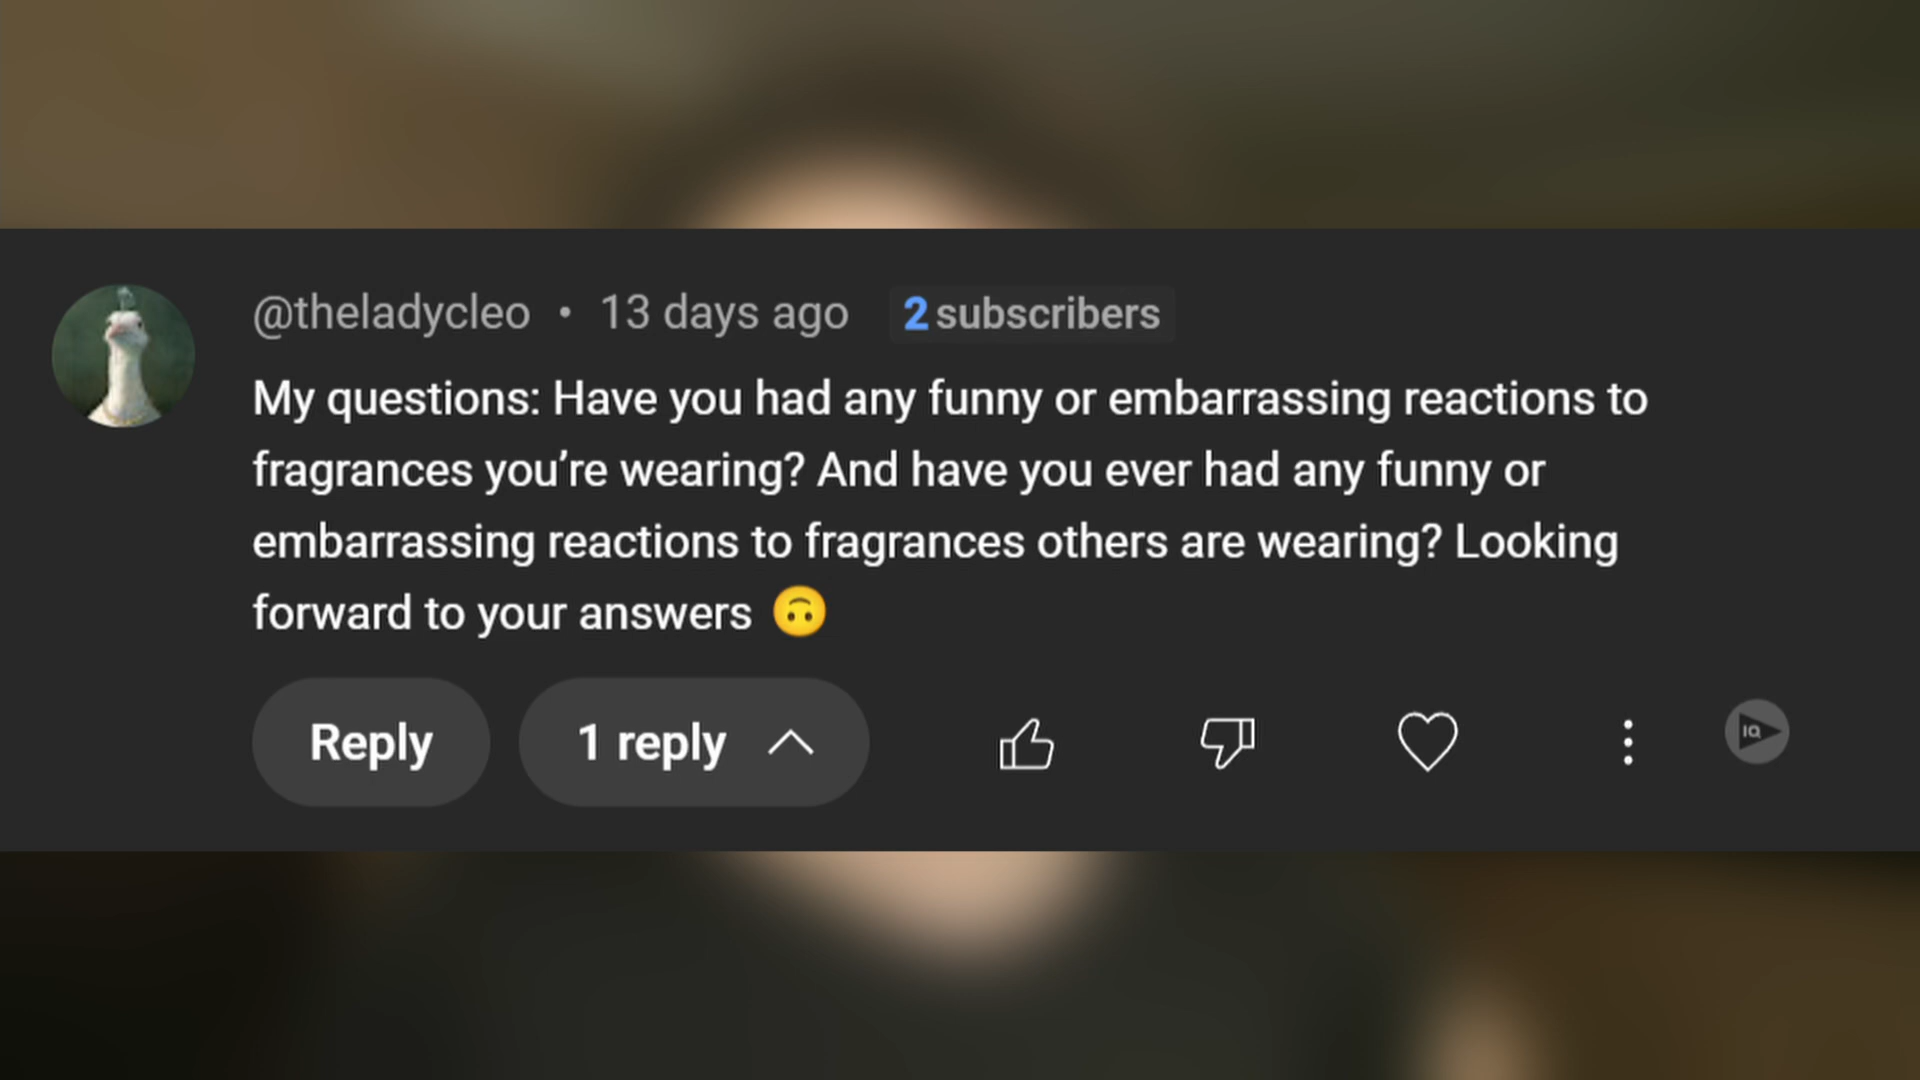 @theladycleo • 13 days ago 2 subscribers
My questions: Have you had any funny or embarrassing reactions to
fragrances you’re wearing? And have you ever had any funny or
embarrassing reactions to fragrances others are wearing? Looking
forward to your answers 🙃
Reply 1 reply
IQ